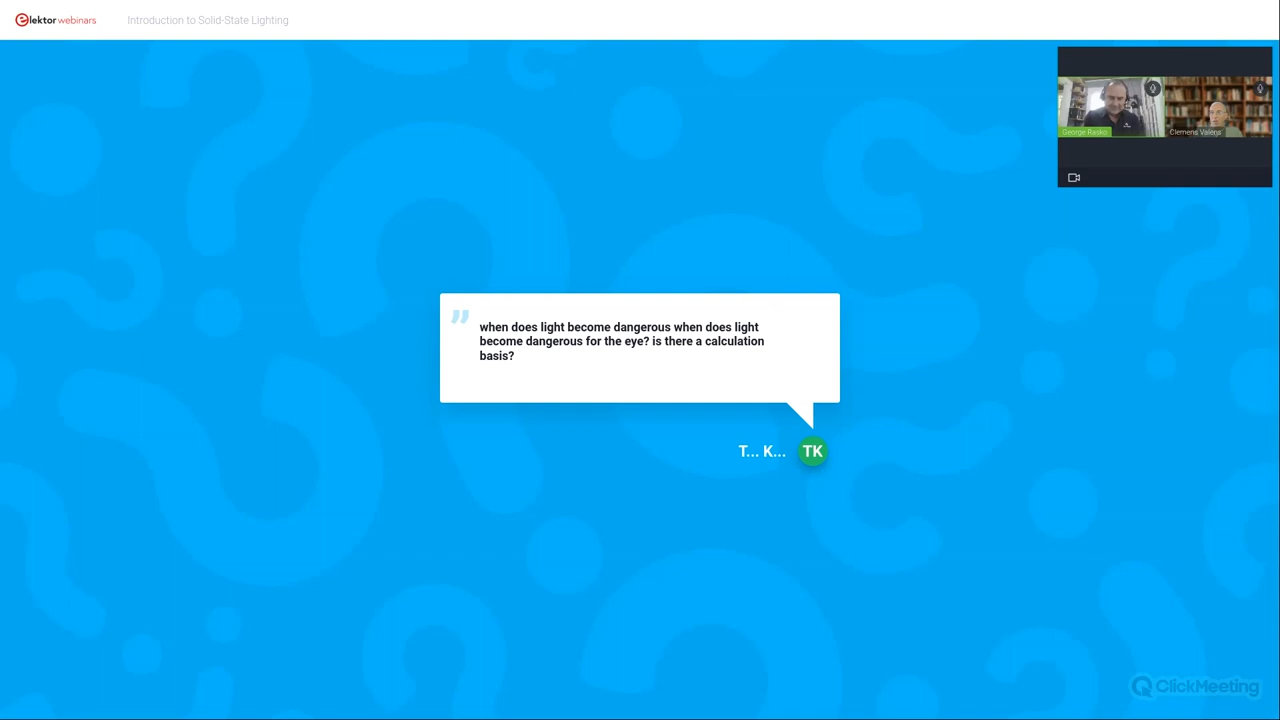 elektor webinars
Introduction to Solid-State Lighting
George Rasko
Clemens Valens
when does light become dangerous when does light
become dangerous for the eye? is there a calculation
basis?
T... K...
TK
ClickMeeting